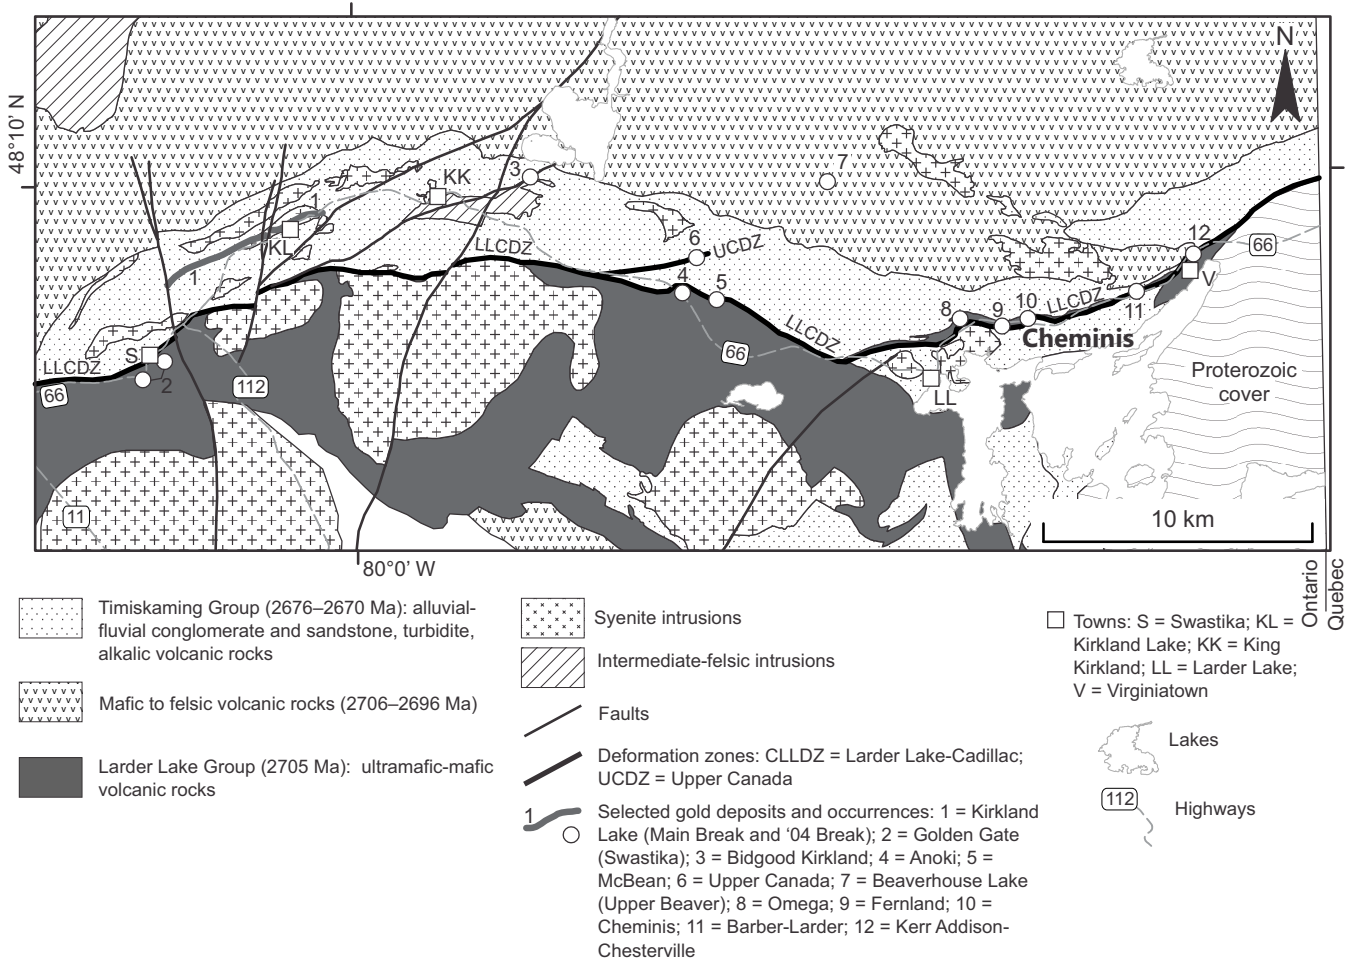 N
48°10' N
7
KK
3
1
KL
1
LLCDZ
6
UCDZ
4
5
12
66
V
LLCDZ
11
10
9
8
Cheminis
LLCDZ
66
S
LLCDZ
66
2
112
LL
Proterozoic
cover
11
10 km
80°0' W
Ontario
Quebec
Timiskaming Group (2676–2670 Ma): alluvial-
fluvial conglomerate and sandstone, turbidite,
alkalic volcanic rocks
Mafic to felsic volcanic rocks (2706–2696 Ma)
Larder Lake Group (2705 Ma): ultramafic-mafic
volcanic rocks
Syenite intrusions
Intermediate-felsic intrusions
Faults
Deformation zones: CLLDZ = Larder Lake-Cadillac;
UCDZ = Upper Canada
1
Selected gold deposits and occurrences: 1 = Kirkland
Lake (Main Break and ‘04 Break); 2 = Golden Gate
(Swastika); 3 = Bidgood Kirkland; 4 = Anoki; 5 =
McBean; 6 = Upper Canada; 7 = Beaverhouse Lake
(Upper Beaver); 8 = Omega; 9 = Fernland; 10 =
Cheminis; 11 = Barber-Larder; 12 = Kerr Addison-
Chesterville
Towns: S = Swastika; KL =
Kirkland Lake; KK = King
Kirkland; LL = Larder Lake;
V = Virginiatown
Lakes
112
Highways